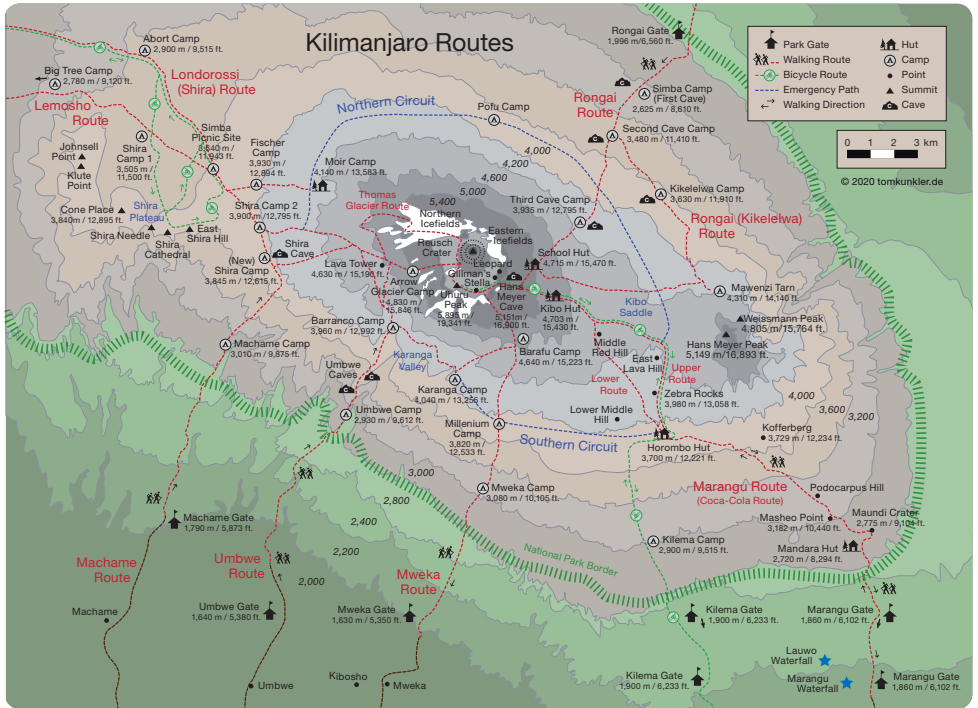 Kilimanjaro Routes
Abort Camp
2,900 m / 9,515 ft.
Big Tree Camp
2,780 m / 9,120 ft.
Londorossi
(Shira) Route
Lemosho
Route
Johnsell
Point
Klute
Point
Shira
Camp 1
3,505 m /
11,500 ft.
Simba
Picnic Site
3,640 m /
11,943 ft.
Fischer
Camp
3,930 m /
12,894 ft.
Cone Place
3,840m / 12,895 ft.
Shira
Plateau
Shira Needle
Shira
Cathedral
East
Shira Hill
Shira Camp 2
3,900m / 12,795 ft.
(New)
Shira Camp
3,845m / 12,615 ft.
Shira
Cave
Northern Circuit
Moir Camp
4,140 m / 13,583 ft.
Pofu Camp
4,000
4,200
4,600
5,000
5,400
Thomas
Glacier Route
Northern
Icefields
Eastern
Icefields
Reusch
Crater
Lava Tower
4,630 m / 15,190 ft.
Arrow
Glacier Camp
4,830 m /
15,846 ft.
Leopard
Gillman's
Stella
Uhuru
Peak
5,895 m /
19,341 ft.
Hans
Meyer
Cave
5,151m /
16,900 ft.
School Hut
4,715 m / 15,470 ft.
Kibo Hut
4,703 m /
15,430 ft.
Third Cave Camp
3,935 m / 12,795 ft.
Rongai Gate
1,996 m/6,560 ft.
Simba Camp
(First Cave)
2,625 m / 8,610 ft.
Rongai
Route
Second Cave Camp
3,480 m / 11,410 ft.
Kikelelwa Camp
3,630 m / 11,910 ft.
Rongai (Kikelelwa)
Route
Park Gate
Walking Route
Bicycle Route
Emergency Path
Walking Direction
Hut
Camp
Point
Summit
Cave
0 1 2 3 km
© 2020 tomkunkler.de
Mawenzi Tarn
4,310 m / 14,140 ft.
Weissmann Peak
4,805 m/15,764 ft.
Hans Meyer Peak
5,149 m/16,893 ft.
Kibo
Saddle
Middle
Red Hill
East
Lava Hill
Upper
Route
Lower
Route
Zebra Rocks
3,980 m / 13,058 ft.
Lower Middle
Hill
Barranco Camp
3,960 m / 12,992 ft.
Karanga
Valley
Karanga Camp
4,040 m / 13,255 ft.
Barafu Camp
4,640 m / 15,223 ft.
Machame Camp
3,010 m / 9,875 ft.
Umbwe
Caves
Umbwe Camp
2,930 m / 9,612 ft.
Millenium
Camp
3,820 m /
12,533 ft.
Southern Circuit
Horombo Hut
3,700 m / 12,221 ft.
4,000
3,600
3,200
Kofferberg
3,729 m / 12,234 ft.
Marangu Route
(Coca-Cola Route)
Podocarpus Hill
Masheo Point
3,182 m / 10,440 ft.
Maundi Crater
2,775 m / 9,104 ft.
Mandara Hut
2,720 m / 8,294 ft.
3,000
2,800
2,400
2,200
2,000
Mweka Camp
3,080 m / 10,105 ft.
Kilema Camp
2,900 m / 9,515 ft.
National Park Border
Machame Gate
1,790 m / 5,873 ft.
Machame
Route
Umbwe
Route
Mweka
Route
Machame
Umbwe Gate
1,640 m / 5,380 ft.
Mweka Gate
1,630 m / 5,350 ft.
Kilema Gate
1,900 m / 6,233 ft.
Marangu Gate
1,860 m / 6,102 ft.
Lauwo
Waterfall
Marangu
Waterfall
Umbwe
Kibosho
Mweka
Kilema Gate
1,900 m / 6,233 ft.
Marangu Gate
1,860 m / 6,102 ft.